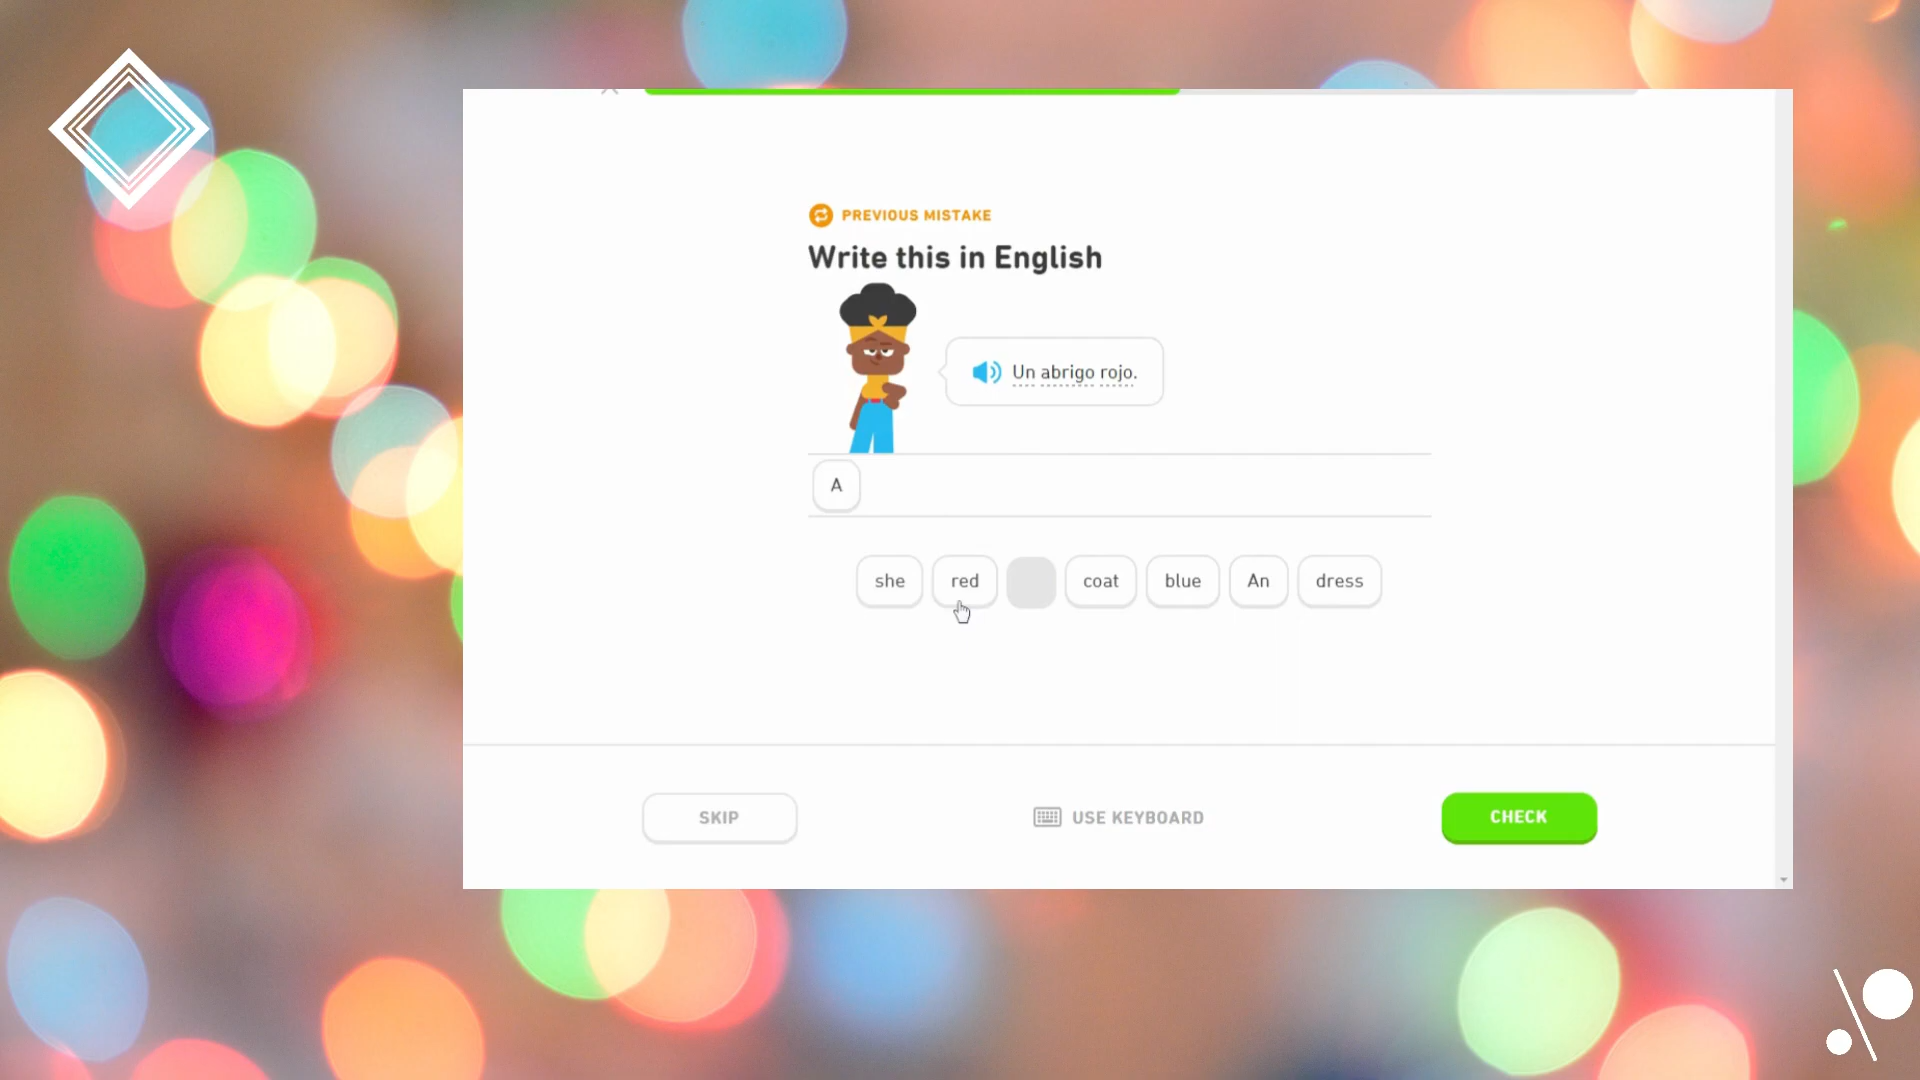 PREVIOUS MISTAKE
Write this in English
Un abrigo rojo.
A
she red coat blue An dress
SKIP USE KEYBOARD CHECK